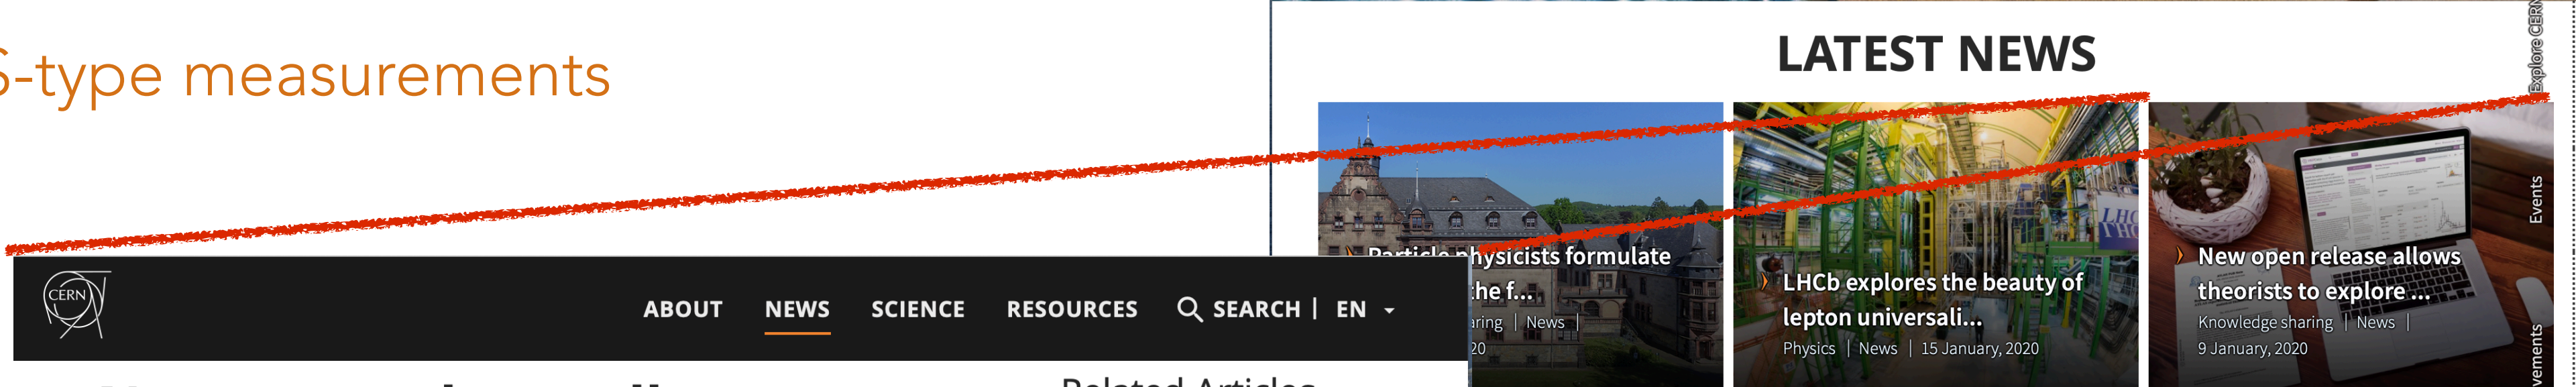 -type measurements
LATEST NEWS
Explore CERN
Particle physicists formulate
the f...
News |
20
LHCb explores the beauty of
lepton universali...
Physics | News | 15 January, 2020
New open release allows
theorists to explore ...
Knowledge sharing | News |
9 January, 2020
Events
CERN
ABOUT NEWS SCIENCE RESOURCES SEARCH | EN
Related Articles